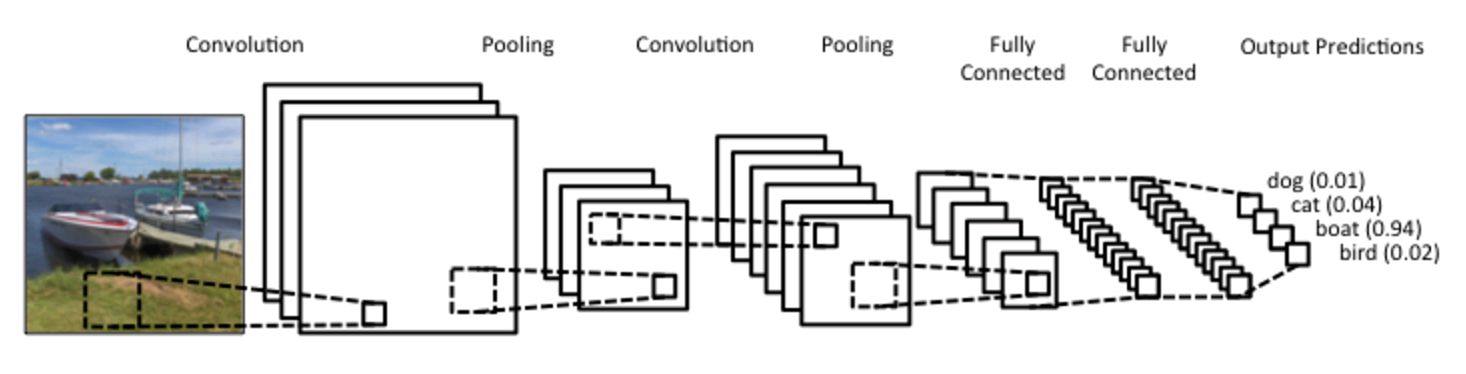 Convolution
Pooling
Convolution
Pooling
Fully
Connected
Fully
Connected
Output Predictions
dog (0.01)
cat (0.04)
boat (0.94)
bird (0.02)